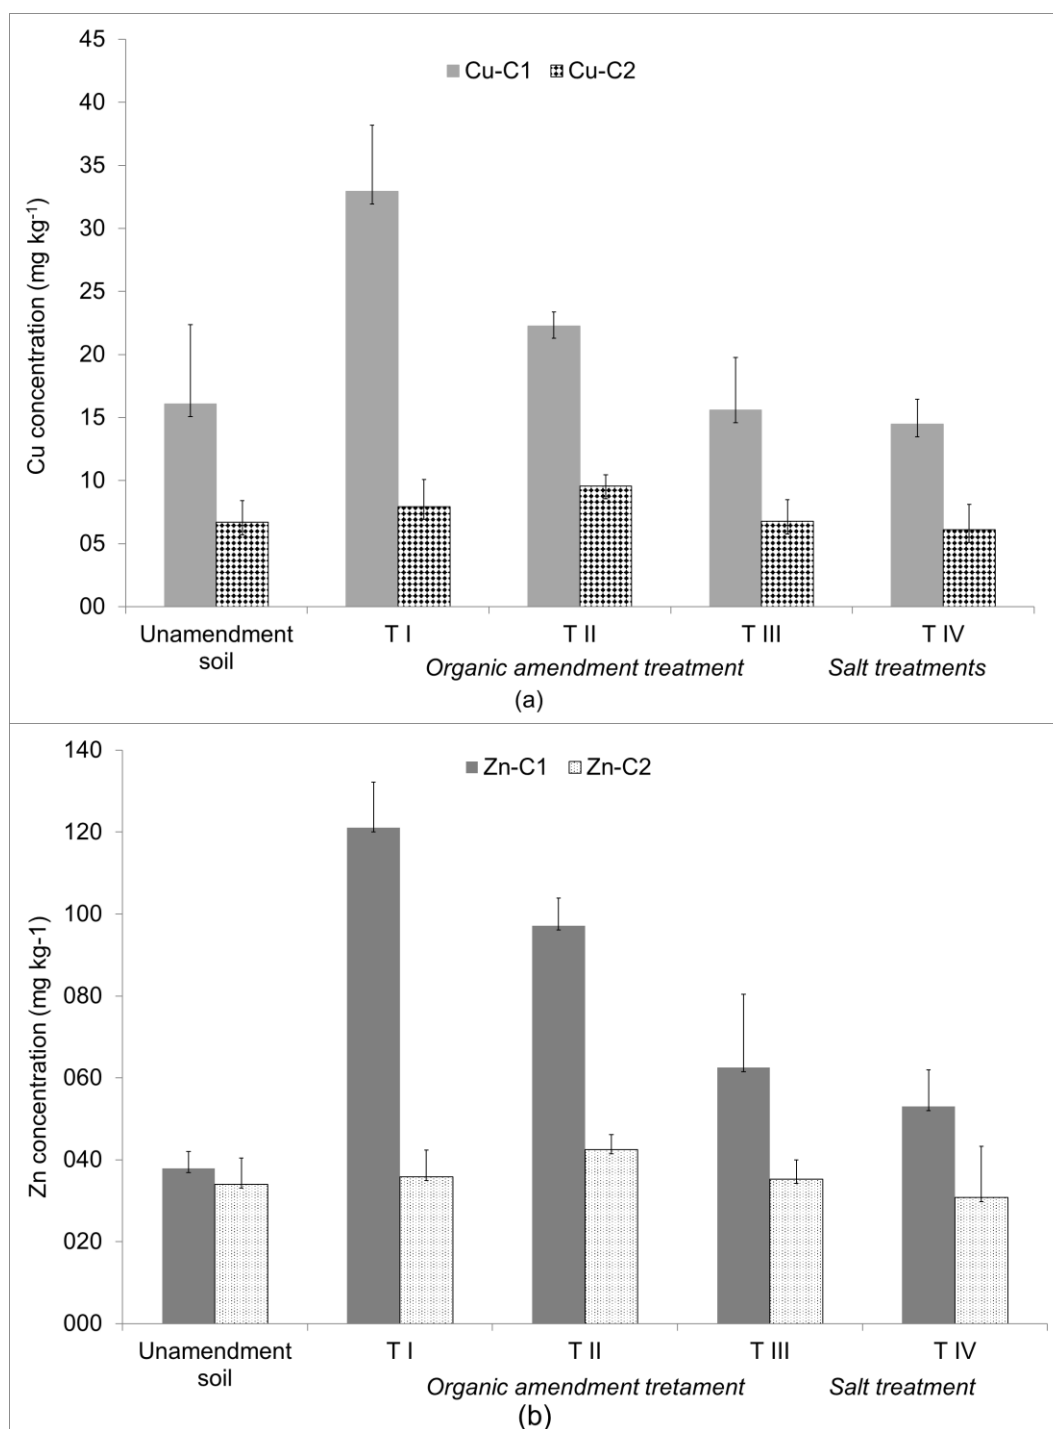 45
40
35
30
25
20
15
10
05
00
Cu concentration (mg kg⁻¹)
Cu-C1 Cu-C2
Unamendment soil T I T II T III T IV
Organic amendment treatment Salt treatments
(a)
140
120
100
080
060
040
020
000
Zn concentration (mg kg-1)
Zn-C1 Zn-C2
Unamendment soil T I T II T III T IV
Organic amendment tretament Salt treatment
(b)